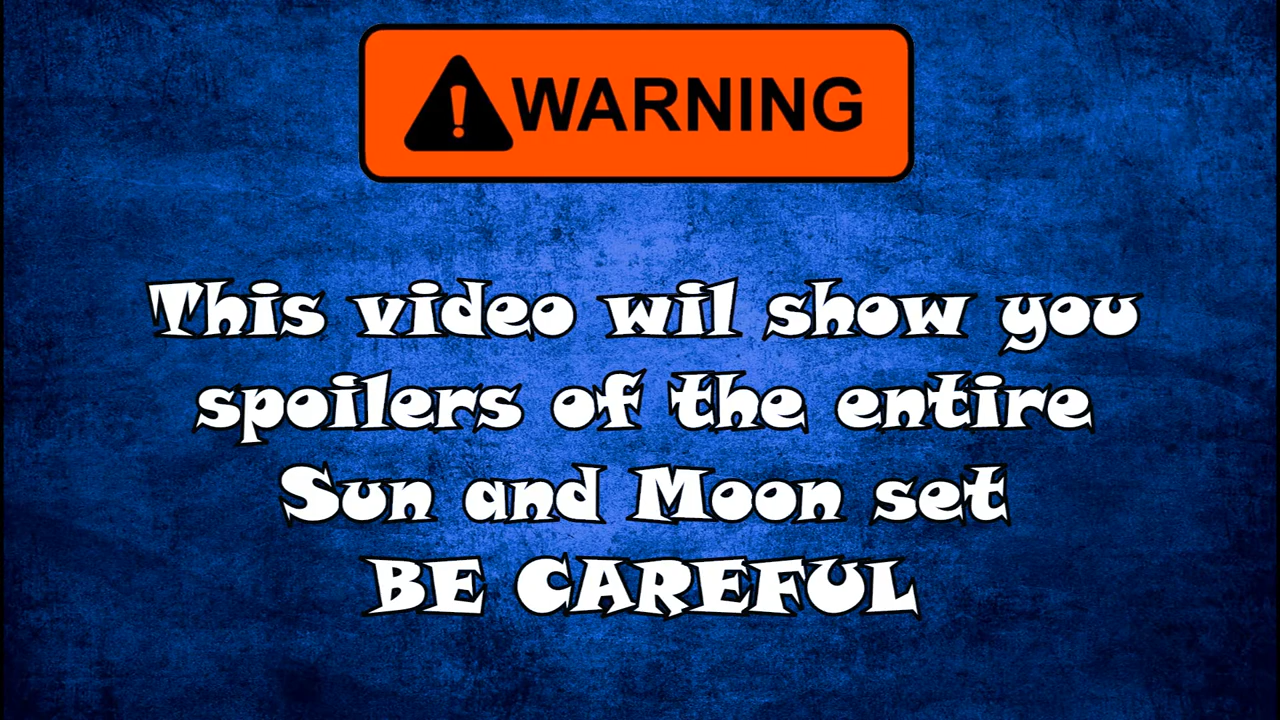 WARNING
This video wil show you
spoilers of the entire
Sun and Moon set
BE CAREFUL